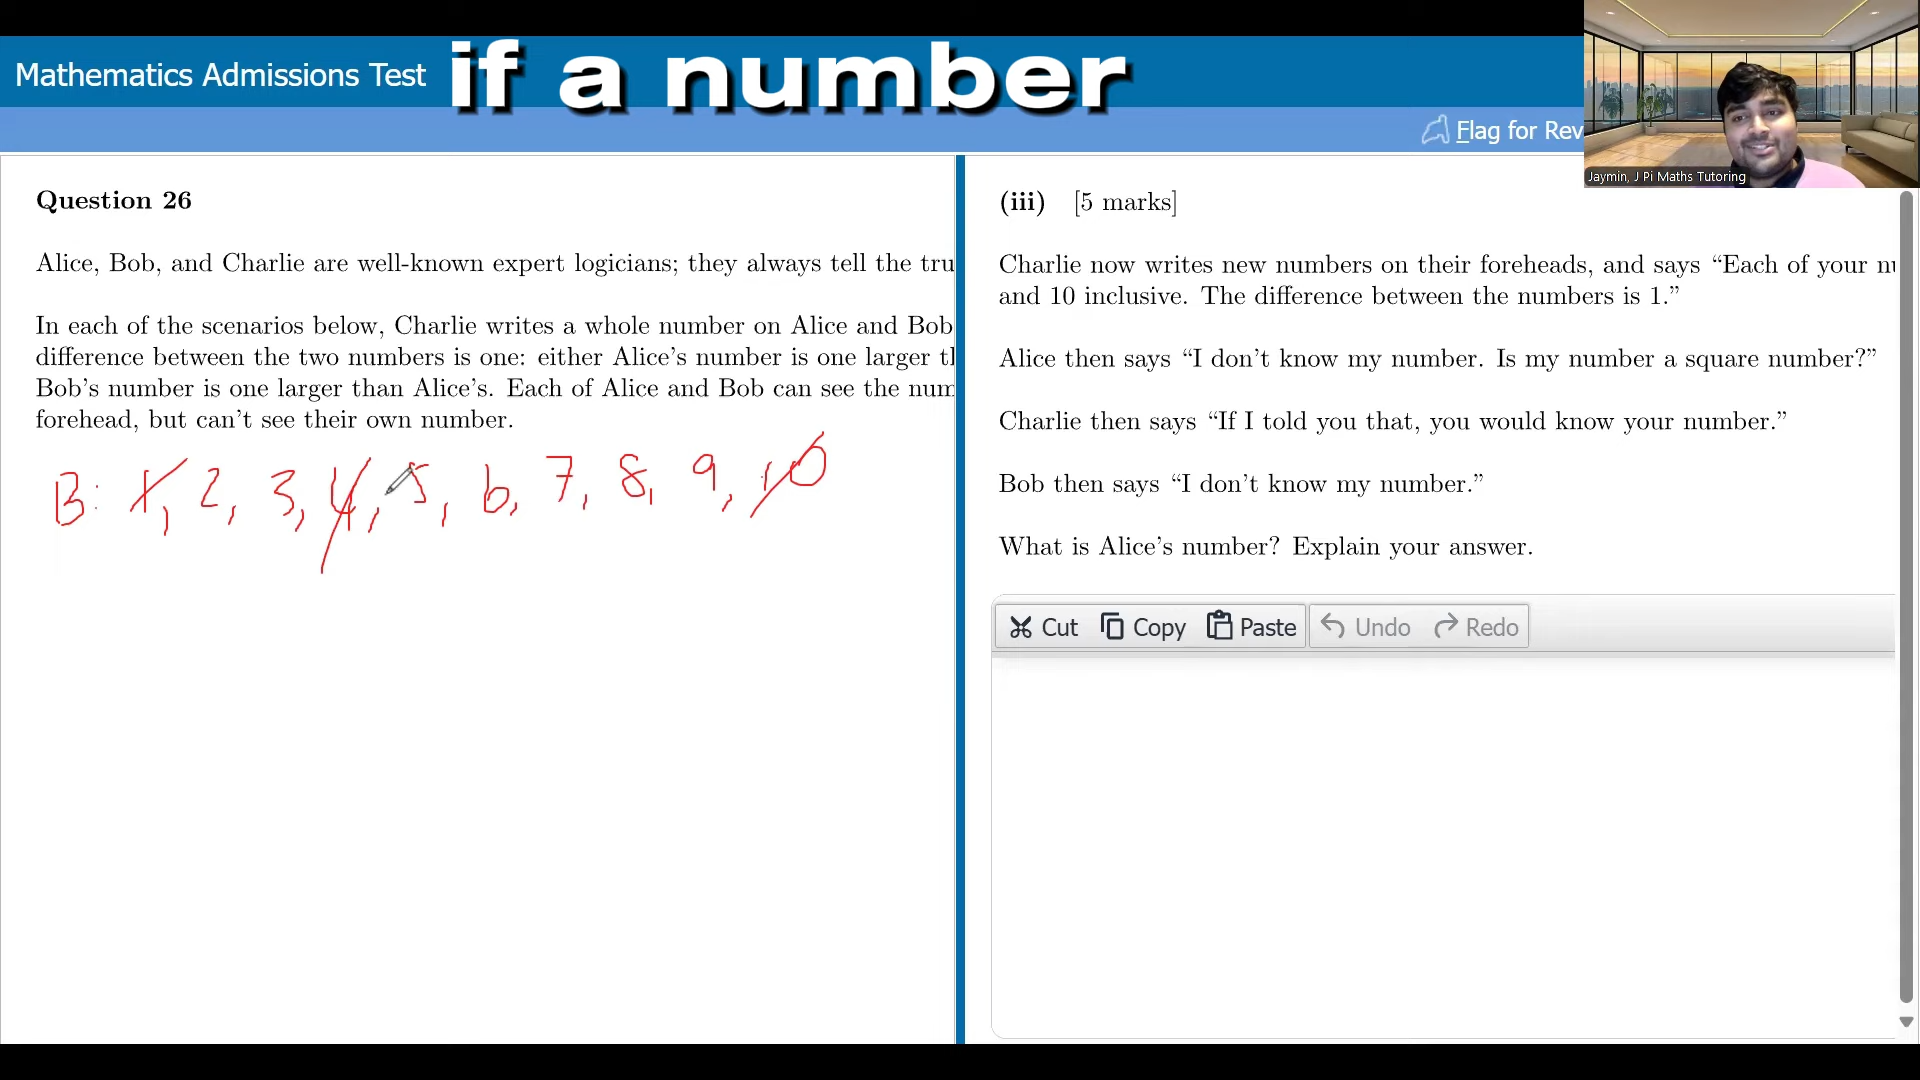 Mathematics Admissions Test
if a number
Flag for Rev
Jaymin, J Pi Maths Tutoring
Question 26
Alice, Bob, and Charlie are well-known expert logicians; they always tell the tru
In each of the scenarios below, Charlie writes a whole number on Alice and Bob
difference between the two numbers is one: either Alice's number is one larger th
Bob's number is one larger than Alice's. Each of Alice and Bob can see the num
forehead, but can't see their own number.
B: 1, 2, 3, 4, 5, 6, 7, 8, 9, 10
(iii) [5 marks]
Charlie now writes new numbers on their foreheads, and says “Each of your nu
and 10 inclusive. The difference between the numbers is 1.”
Alice then says “I don't know my number. Is my number a square number?”
Charlie then says “If I told you that, you would know your number.”
Bob then says “I don't know my number.”
What is Alice's number? Explain your answer.
Cut Copy Paste Undo Redo